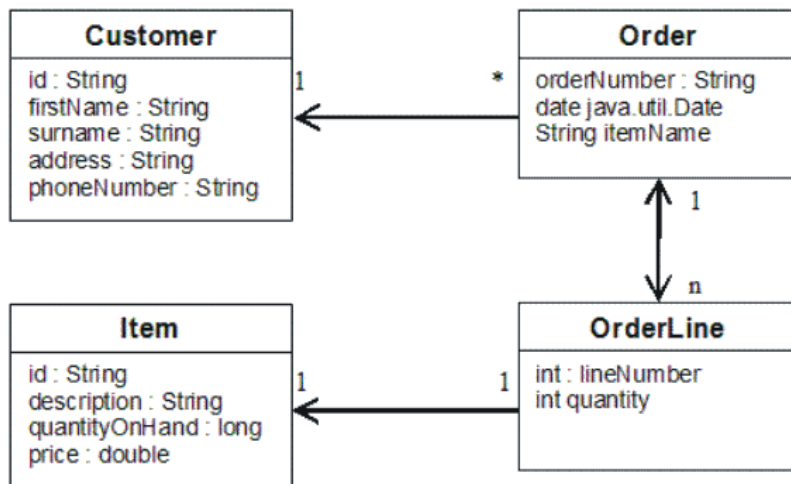 Customer
id : String
firstName : String
surname : String
address : String
phoneNumber : String
1
*
Order
orderNumber : String
date java.util.Date
String itemName
1
n
Item
id : String
description : String
quantityOnHand : long
price : double
1
1
OrderLine
int : lineNumber
int quantity